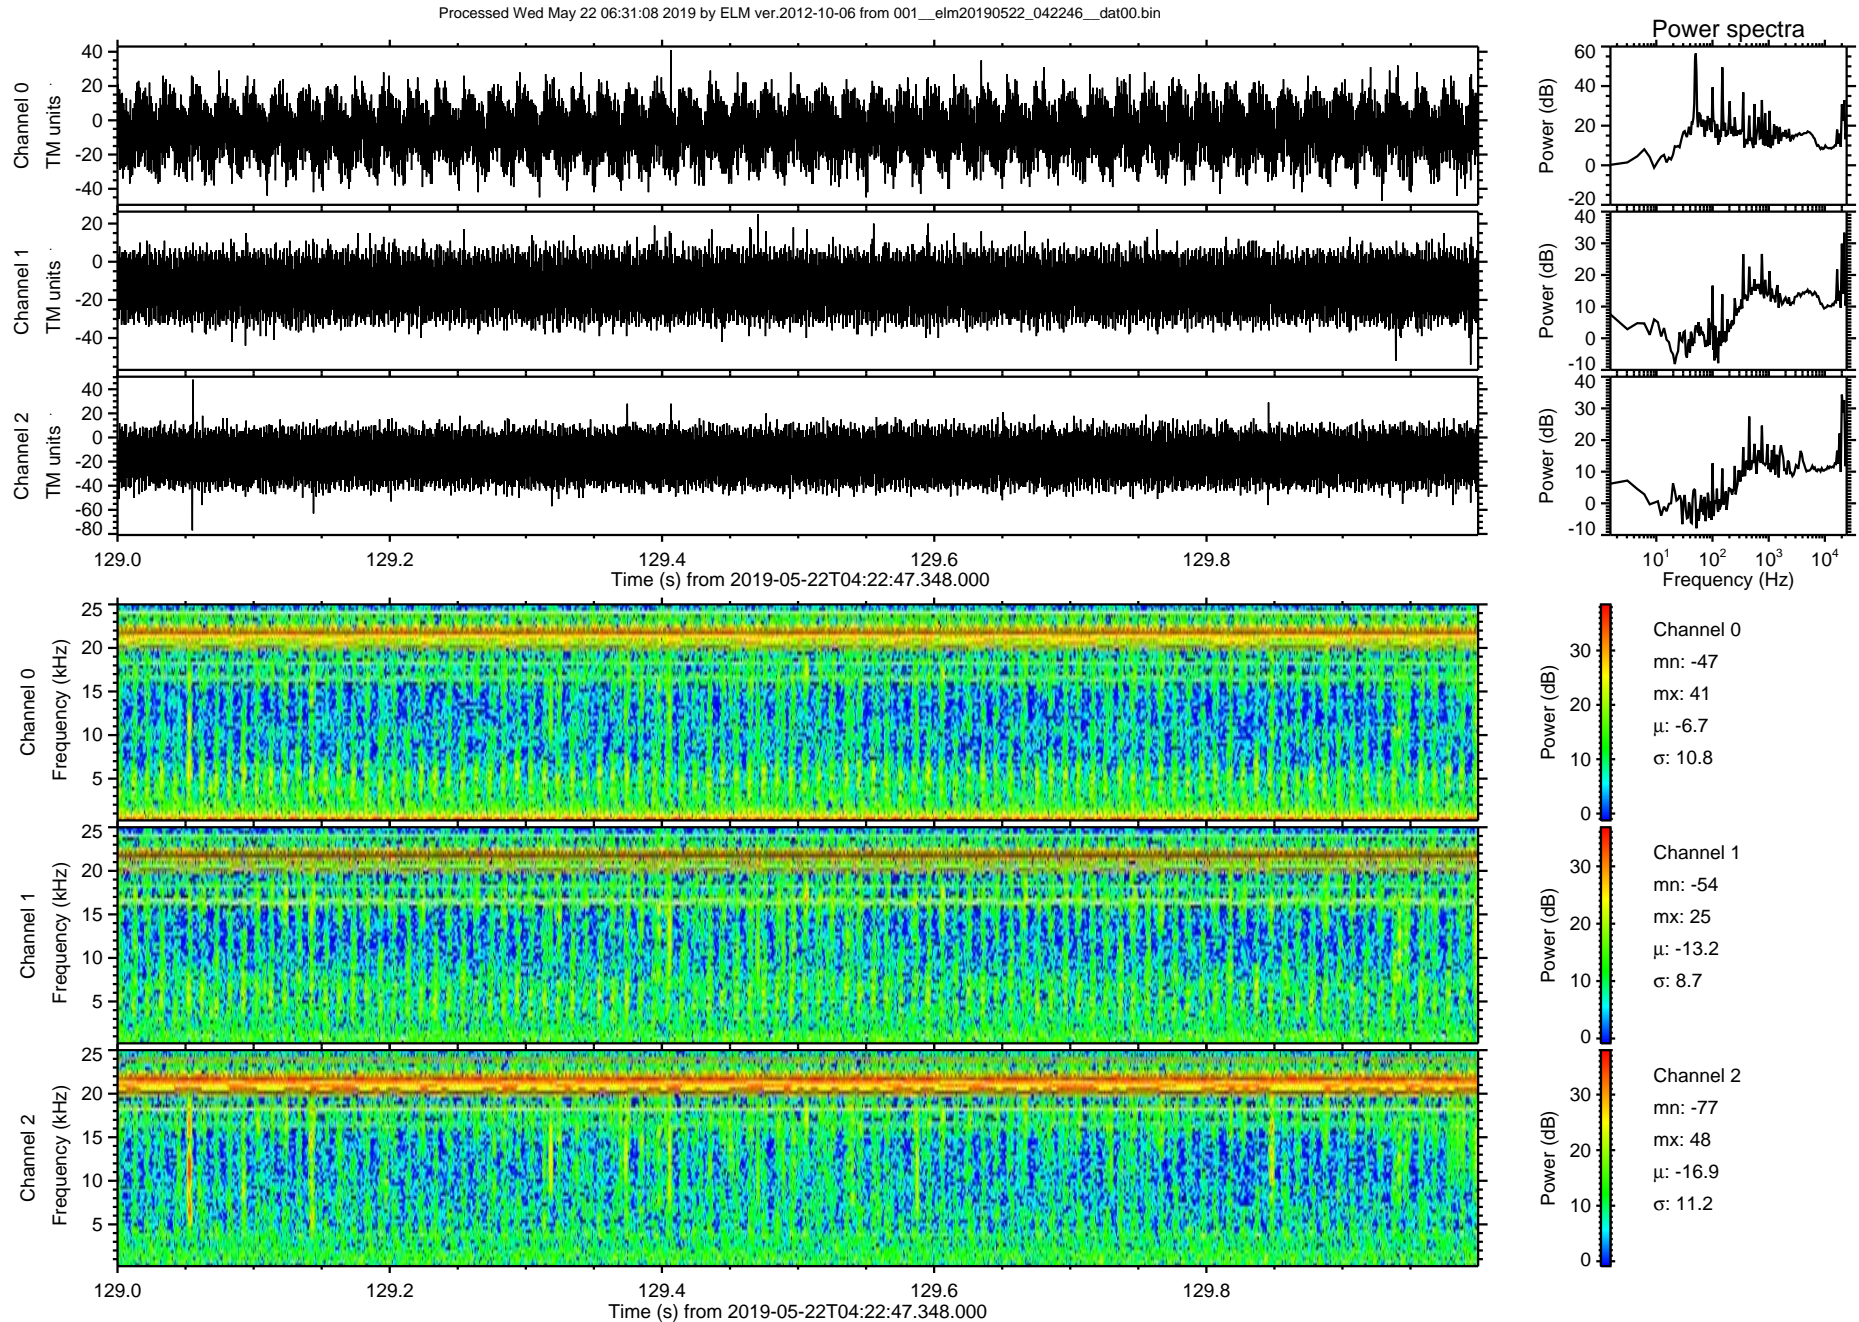 Processed Wed May 22 06:31:08 2019 by ELM ver.2012-10-06 from 001__elm20190522_042246__dat00.bin
Power spectra
Channel 0
TM units
40
20
0
-20
-40
Power (dB)
60
40
20
0
-20
Channel 1
TM units
20
0
-20
-40
Power (dB)
40
30
20
10
0
-10
Channel 2
TM units
40
20
0
-20
-40
-60
-80
Power (dB)
40
30
20
10
0
-10
129.0 129.2 129.4 129.6 129.8
Time (s) from 2019-05-22T04:22:47.348.000
10¹ 10² 10³ 10⁴
Frequency (Hz)
Channel 0
Frequency (kHz)
25
20
15
10
5
Power (dB)
30
20
10
0
Channel 0
mn: -47
mx: 41
μ: -6.7
σ: 10.8
Channel 1
Frequency (kHz)
25
20
15
10
5
Power (dB)
30
20
10
0
Channel 1
mn: -54
mx: 25
μ: -13.2
σ: 8.7
Channel 2
Frequency (kHz)
25
20
15
10
5
Power (dB)
30
20
10
0
Channel 2
mn: -77
mx: 48
μ: -16.9
σ: 11.2
129.0 129.2 129.4 129.6 129.8
Time (s) from 2019-05-22T04:22:47.348.000